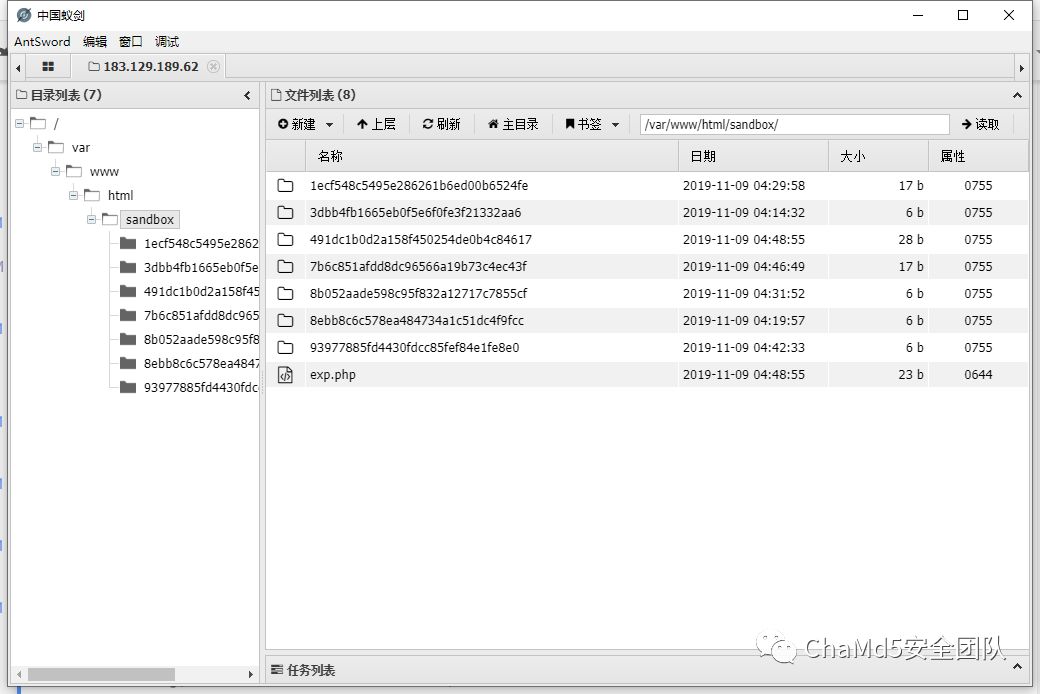 中国蚁剑
AntSword 编辑 窗口 调试
183.129.189.62
目录列表 (7)
/
var
www
html
sandbox
1ecf548c5495e2862
3dbb4fb1665eb0f5e
491dc1b0d2a158f45
7b6c851afdd8dc965
8b052aade598c95f8
8ebb8c6c578ea4847
93977885fd4430fdc
文件列表 (8)
新建 上层 刷新 主目录 书签 /var/www/html/sandbox/ 读取
名称 日期 大小 属性
1ecf548c5495e286261b6ed00b6524fe 2019-11-09 04:29:58 17 b 0755
3dbb4fb1665eb0f5e6f0fe3f21332aa6 2019-11-09 04:14:32 6 b 0755
491dc1b0d2a158f450254de0b4c84617 2019-11-09 04:48:55 28 b 0755
7b6c851afdd8dc96566a19b73c4ec43f 2019-11-09 04:46:49 17 b 0755
8b052aade598c95f832a12717c7855cf 2019-11-09 04:31:52 6 b 0755
8ebb8c6c578ea484734a1c51dc4f9fcc 2019-11-09 04:19:57 6 b 0755
93977885fd4430fdcc85fef84e1fe8e0 2019-11-09 04:42:33 6 b 0755
exp.php 2019-11-09 04:48:55 23 b 0644
ChaMd5安全团队
任务列表